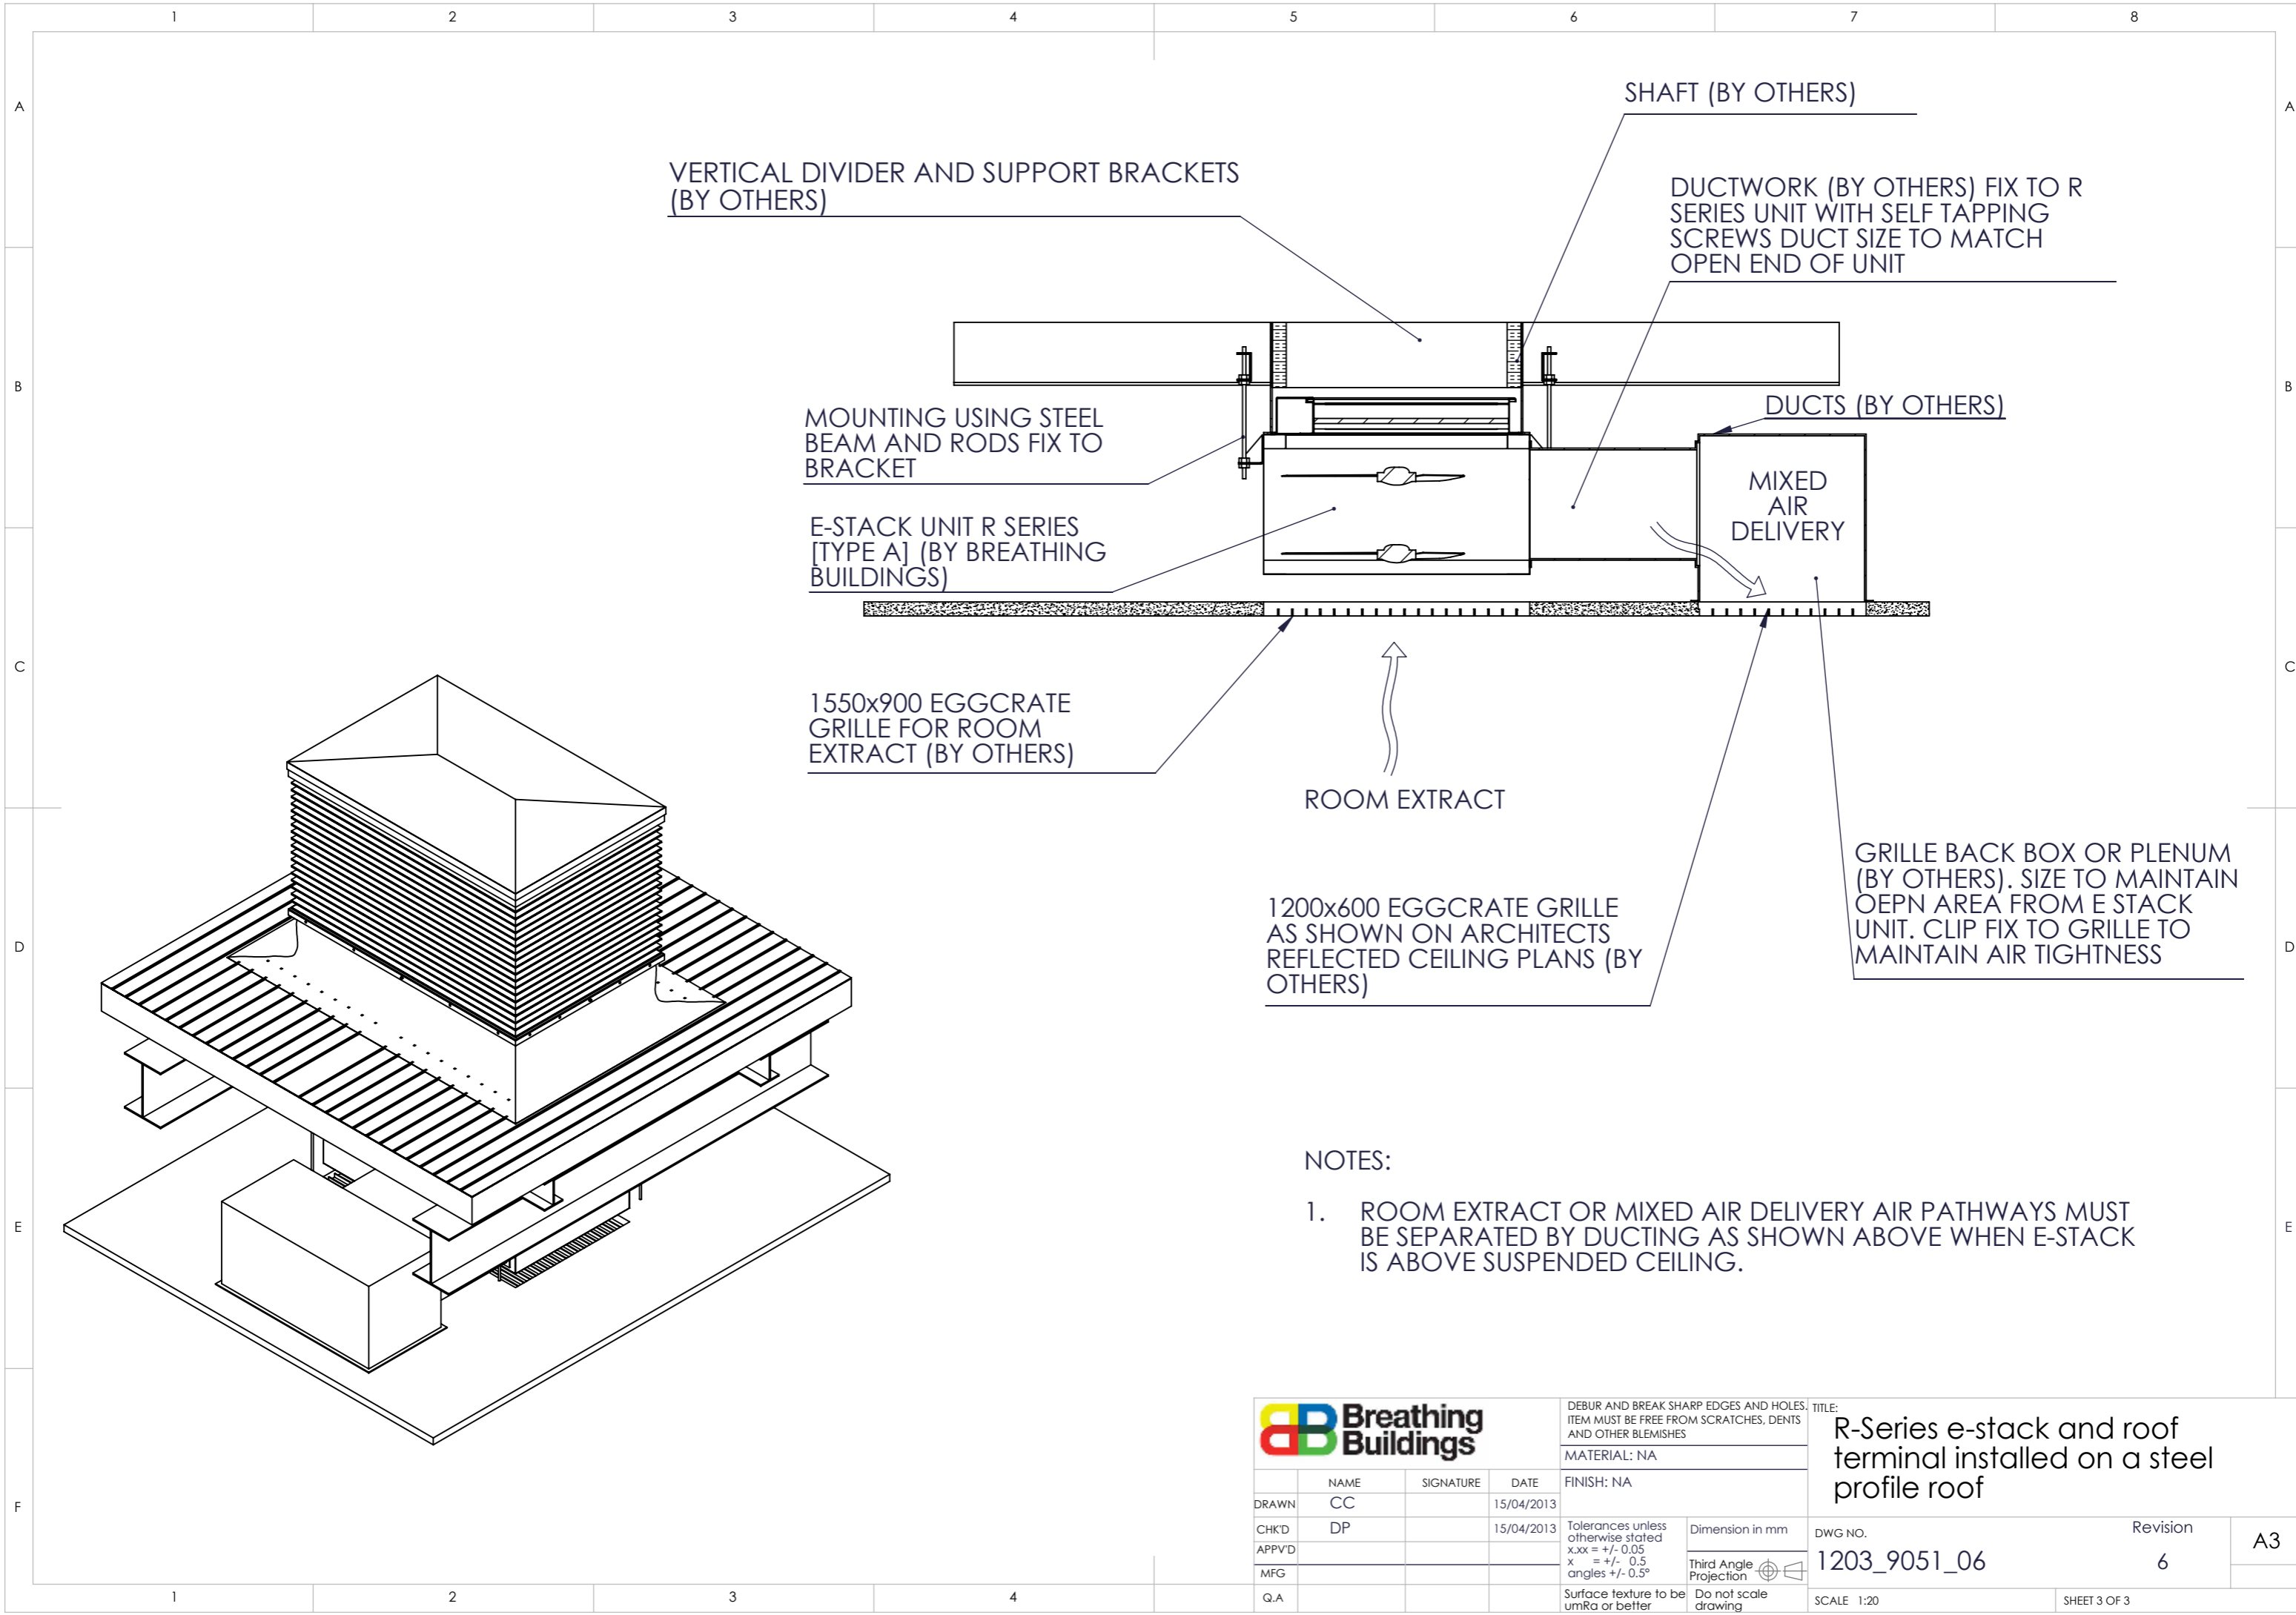 1 2 3 4 5 6 7 8
A A
SHAFT (BY OTHERS)
VERTICAL DIVIDER AND SUPPORT BRACKETS
(BY OTHERS)
DUCTWORK (BY OTHERS) FIX TO R
SERIES UNIT WITH SELF TAPPING
SCREWS DUCT SIZE TO MATCH
OPEN END OF UNIT
B B
MOUNTING USING STEEL
BEAM AND RODS FIX TO
BRACKET
DUCTS (BY OTHERS)
MIXED
AIR
DELIVERY
E-STACK UNIT R SERIES
[TYPE A] (BY BREATHING
BUILDINGS)
C C
1550x900 EGGCRATE
GRILLE FOR ROOM
EXTRACT (BY OTHERS)
ROOM EXTRACT
GRILLE BACK BOX OR PLENUM
(BY OTHERS). SIZE TO MAINTAIN
OEPN AREA FROM E STACK
UNIT. CLIP FIX TO GRILLE TO
MAINTAIN AIR TIGHTNESS
1200x600 EGGCRATE GRILLE
AS SHOWN ON ARCHITECTS
REFLECTED CEILING PLANS (BY
OTHERS)
D D
NOTES:
1. ROOM EXTRACT OR MIXED AIR DELIVERY AIR PATHWAYS MUST
BE SEPARATED BY DUCTING AS SHOWN ABOVE WHEN E-STACK
IS ABOVE SUSPENDED CEILING.
E E
F
Breathing
Buildings
DEBUR AND BREAK SHARP EDGES AND HOLES.
ITEM MUST BE FREE FROM SCRATCHES, DENTS
AND OTHER BLEMISHES
MATERIAL: NA
FINISH: NA
TITLE:
R-Series e-stack and roof
terminal installed on a steel
profile roof
NAME SIGNATURE DATE
DRAWN CC 15/04/2013
CHK'D DP 15/04/2013
APPV'D
MFG
Q.A
Tolerances unless
otherwise stated
x.xx = +/- 0.05
x = +/- 0.5
angles +/- 0.5°
Surface texture to be
umRa or better
Dimension in mm
Third Angle
Projection
Do not scale
drawing
DWG NO.
1203_9051_06
Revision
6
A3
SCALE 1:20
SHEET 3 OF 3
1 2 3 4